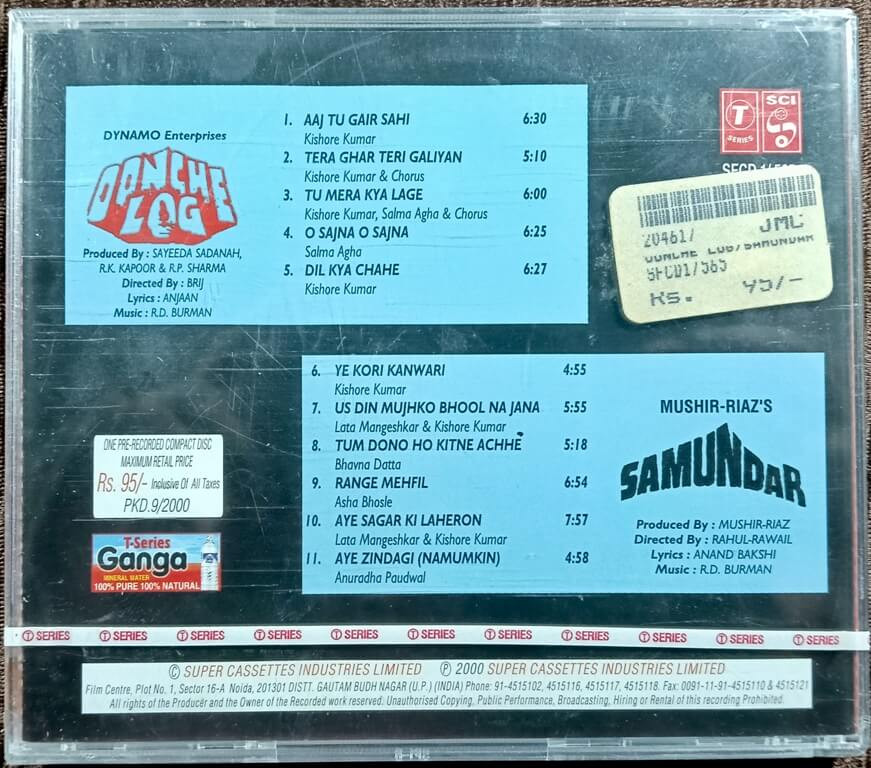 DYNAMO Enterprises
OONCHE
LOG
Produced By : SAYEEDA SADANAH,
R.K. KAPOOR & R.P. SHARMA
Directed By : BRIJ
Lyrics : ANJAAN
Music : R.D. BURMAN
1. AAJ TU GAIR SAHI 6:30
Kishore Kumar
2. TERA GHAR TERI GALIYAN 5:10
Kishore Kumar & Chorus
3. TU MERA KYA LAGE 6:00
Kishore Kumar, Salma Agha & Chorus
4. O SAJNA O SAJNA 6:25
Salma Agha
5. DIL KYA CHAHE 6:27
Kishore Kumar
T SERIES
SCI
204617 JMC
OONCHE LOG/SAMUNDAR
SFCD17565
Rs. 45/-
6. YE KORI KANWARI 4:55
Kishore Kumar
7. US DIN MUJHKO BHOOL NA JANA 5:55
Lata Mangeshkar & Kishore Kumar
8. TUM DONO HO KITNE ACHHE 5:18
Bhavna Datta
9. RANGE MEHFIL 6:54
Asha Bhosle
10. AYE SAGAR KI LAHERON 7:57
Lata Mangeshkar & Kishore Kumar
11. AYE ZINDAGI (NAMUMKIN) 4:58
Anuradha Paudwal
MUSHIR-RIAZ'S
SAMUNDAR
Produced By : MUSHIR-RIAZ
Directed By : RAHUL-RAWAIL
Lyrics : ANAND BAKSHI
Music : R.D. BURMAN
ONE PRE-RECORDED COMPACT DISC
MAXIMUM RETAIL PRICE
Rs. 95/- Inclusive Of All Taxes
PKD.9/2000
T-Series
Ganga
MINERAL WATER
100% PURE 100% NATURAL
T SERIES T SERIES T SERIES T SERIES T SERIES T SERIES T SERIES T SERIES T SERIES T SERIES T SERIES
© SUPER CASSETTES INDUSTRIES LIMITED ℗ 2000 SUPER CASSETTES INDUSTRIES LIMITED
Film Centre, Plot No. 1, Sector 16-A Noida, 201301 DISTT. GAUTAM BUDH NAGAR (U.P.) (INDIA) Phone: 91-4515102, 4515116, 4515117, 4515118. Fax: 0091-11-91-4515110 & 4515121
All rights of the Producer and the Owner of the Recorded work reserved. Unauthorised Copying, Public Performance, Broadcasting, Hiring or Rental of this recording Prohibited.